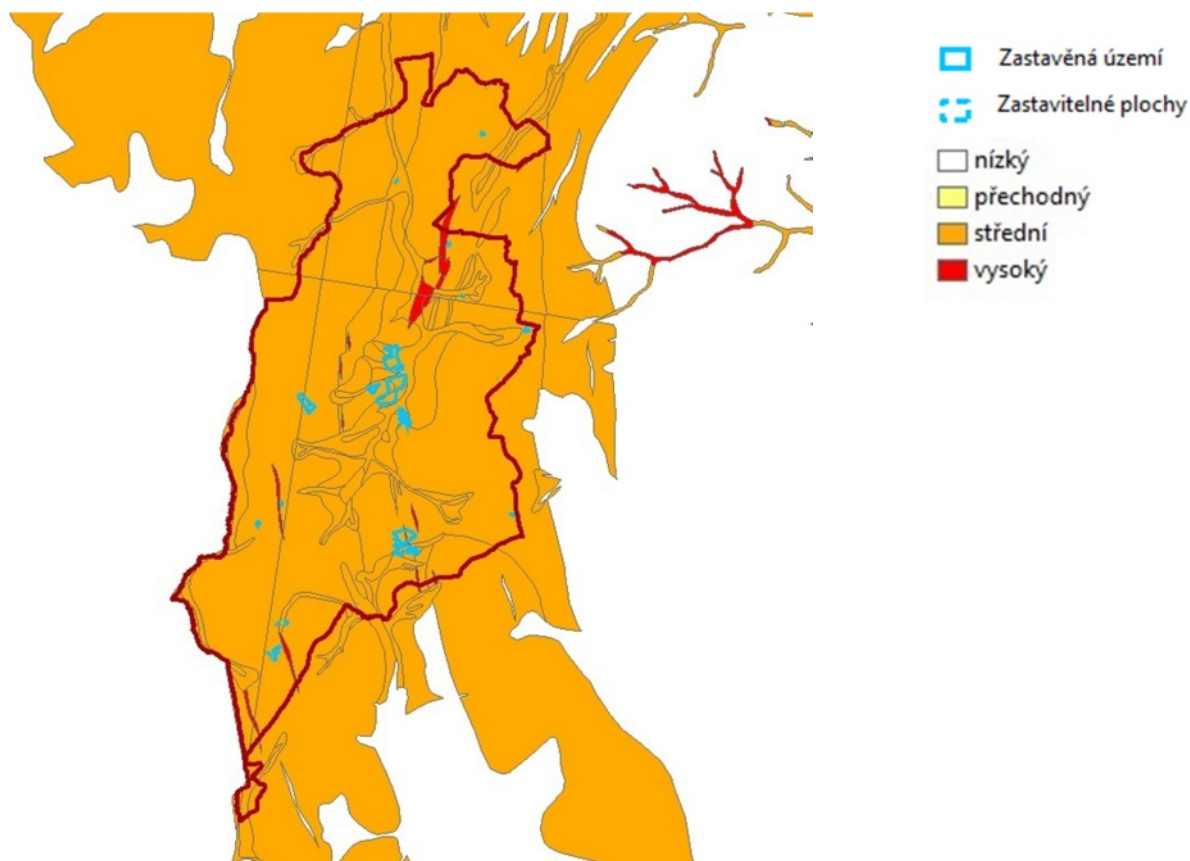 Zastavěná území
Zastavitelné plochy
nízký
přechodný
střední
vysoký